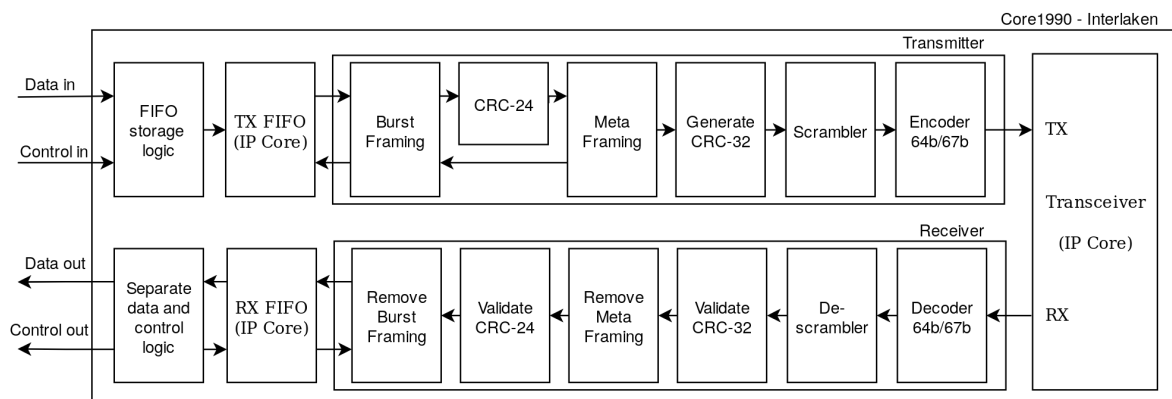 Core1990 - Interlaken
Transmitter
Data in
Control in
FIFO
storage
logic
TX FIFO
(IP Core)
Burst
Framing
CRC-24
Meta
Framing
Generate
CRC-32
Scrambler
Encoder
64b/67b
TX
Transceiver
(IP Core)
RX
Receiver
Data out
Control out
Separate
data and
control
logic
RX FIFO
(IP Core)
Remove
Burst
Framing
Validate
CRC-24
Remove
Meta
Framing
Validate
CRC-32
De-
scrambler
Decoder
64b/67b